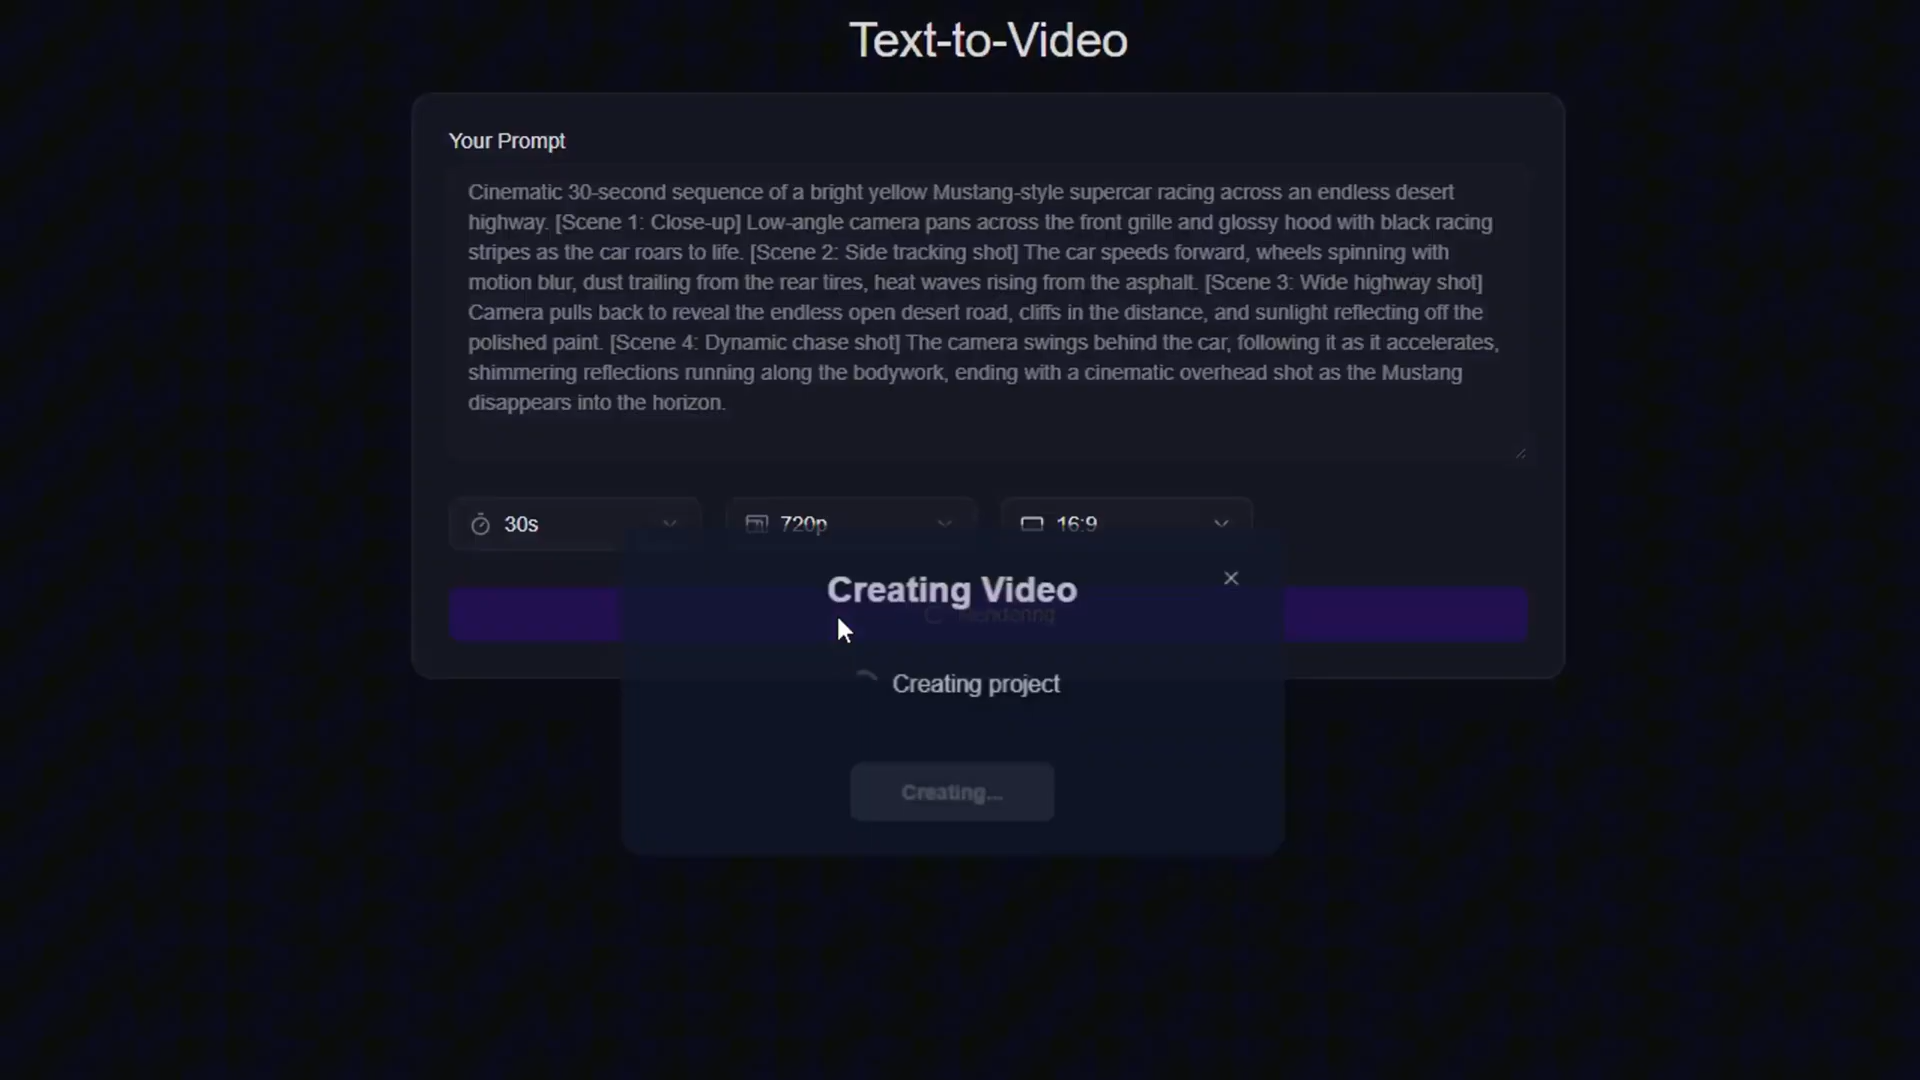 Text-to-Video
Your Prompt
Cinematic 30-second sequence of a bright yellow Mustang-style supercar racing across an endless desert
highway. [Scene 1: Close-up] Low-angle camera pans across the front grille and glossy hood with black racing
stripes as the car roars to life. [Scene 2: Side tracking shot] The car speeds forward, wheels spinning with
motion blur, dust trailing from the rear tires, heat waves rising from the asphalt. [Scene 3: Wide highway shot]
Camera pulls back to reveal the endless open desert road, cliffs in the distance, and sunlight reflecting off the
polished paint. [Scene 4: Dynamic chase shot] The camera swings behind the car, following it as it accelerates,
shimmering reflections running along the bodywork, ending with a cinematic overhead shot as the Mustang
disappears into the horizon.
30s
720p
16:9
Creating Video
Rendering
Creating project
Creating...